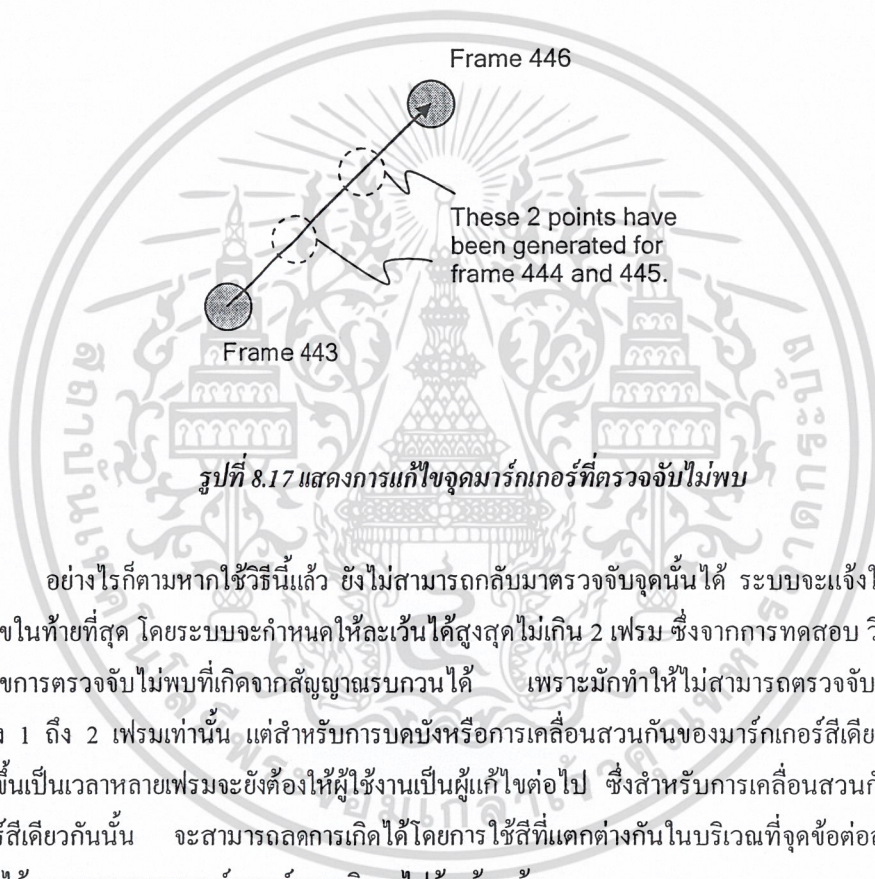 Frame 446
These 2 points have
been generated for
frame 444 and 445.
Frame 443
รูปที่ 8.17 แสดงการแก้ไขจุดมาร์กเกอร์ที่ตรวจจับไม่พบ
อย่างไรก็ตามหากใช้วิธีนี้แล้ว ยังไม่สามารถกลับมาตรวจจับจุดนั้นได้ ระบบจะแจ้งใ
ขในท้ายที่สุด โดยระบบจะกำหนดให้ละเว้นได้สูงสุดไม่เกิน 2 เฟรม ซึ่งจากการทดสอบ วิ
ขการตรวจจับไม่พบที่เกิดจากสัญญาณรบกวนได้ เพราะมักทำให้ไม่สามารถตรวจจับ
ง 1 ถึง 2 เฟรมเท่านั้น แต่สำหรับการบดบังหรือการเคลื่อนสวนกันของมาร์กเกอร์สีเดีย
ขึ้นเป็นเวลาหลายเฟรมจะยังต้องให้ผู้ใช้งานเป็นผู้แก้ไขต่อไป ซึ่งสำหรับการเคลื่อนสวนกั
ร์สีเดียวกันนั้น จะสามารถลดการเกิดได้โดยการใช้สีที่แตกต่างกันในบริเวณที่จุดข้อต่อส